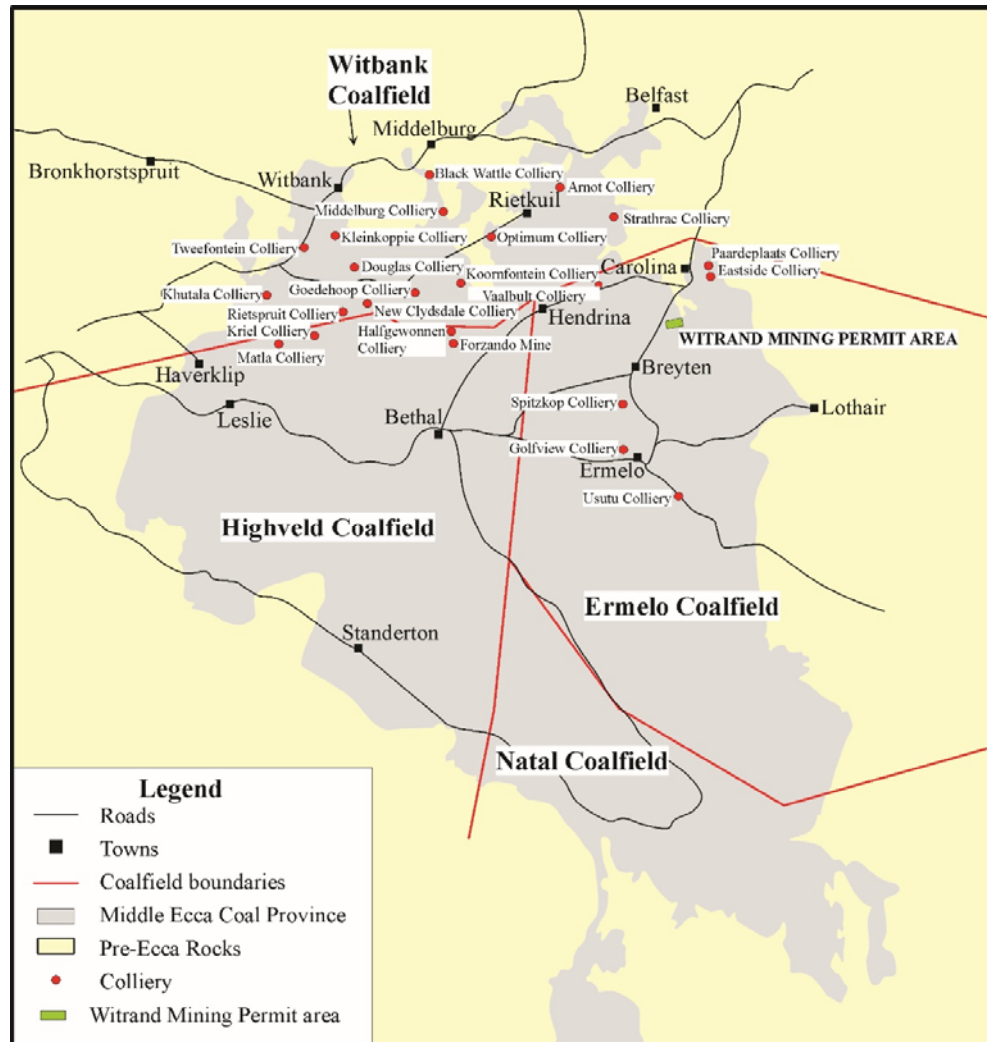 Witbank
Coalfield
Belfast
Middelburg
Bronkhorstspruit
Witbank
Black Wattle Colliery
Arnot Colliery
Middelburg Colliery
Rietkuil
Strathrae Colliery
Kleinkoppie Colliery
Optimum Colliery
Tweefontein Colliery
Paardeplaats Colliery
Douglas Colliery
Koornfontein Colliery
Carolina
Eastside Colliery
Khutala Colliery
Goedehoop Colliery
Vaalbult Colliery
Rietspruit Colliery
New Clydsdale Colliery
Hendrina
Kriel Colliery
Halfgewonnen
Colliery
WITRAND MINING PERMIT AREA
Matla Colliery
Forzando Mine
Haverklip
Breyten
Leslie
Bethal
Spitzkop Colliery
Lothair
Golfview Colliery
Ermelo
Usutu Colliery
Highveld Coalfield
Ermelo Coalfield
Standerton
Natal Coalfield
Legend
Roads
Towns
Coalfield boundaries
Middle Ecca Coal Province
Pre-Ecca Rocks
Colliery
Witrand Mining Permit area